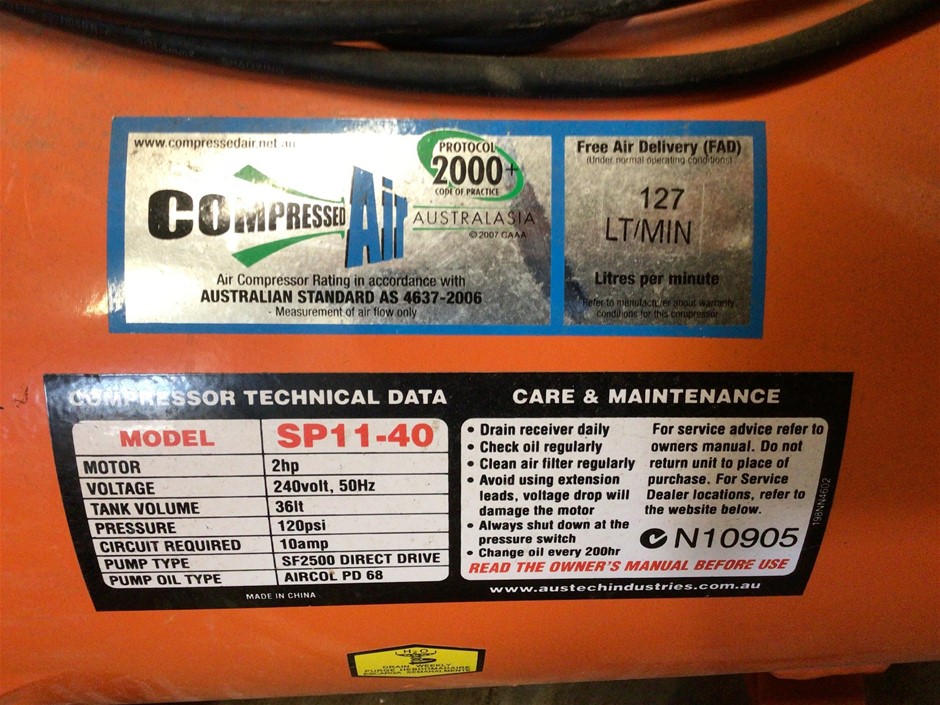 www.compressedair.net.au
PROTOCOL
2000+
CODE OF PRACTICE
COMPRESSED Air
AUSTRALASIA
© 2007 CAAA
Air Compressor Rating in accordance with
AUSTRALIAN STANDARD AS 4637-2006
- Measurement of air flow only
Free Air Delivery (FAD)
(Under normal operating conditions)
127
LT/MIN
Litres per minute
Refer to manufacturer about warranty
conditions for this compressor
COMPRESSOR TECHNICAL DATA
MODEL SP11-40
MOTOR 2hp
VOLTAGE 240volt, 50Hz
TANK VOLUME 36lt
PRESSURE 120psi
CIRCUIT REQUIRED 10amp
PUMP TYPE SF2500 DIRECT DRIVE
PUMP OIL TYPE AIRCOL PD 68
MADE IN CHINA
CARE & MAINTENANCE
• Drain receiver daily
• Check oil regularly
• Clean air filter regularly
• Avoid using extension
leads, voltage drop will
damage the motor
• Always shut down at the
pressure switch
• Change oil every 200hr
For service advice refer to
owners manual. Do not
return unit to place of
purchase. For Service
Dealer locations, refer to
the website below.
N10905
READ THE OWNER'S MANUAL BEFORE USE
www.austechindustries.com.au
198NN4602
H2O
DRAIN WEEKLY
PURGE HEBDOMADAIRE